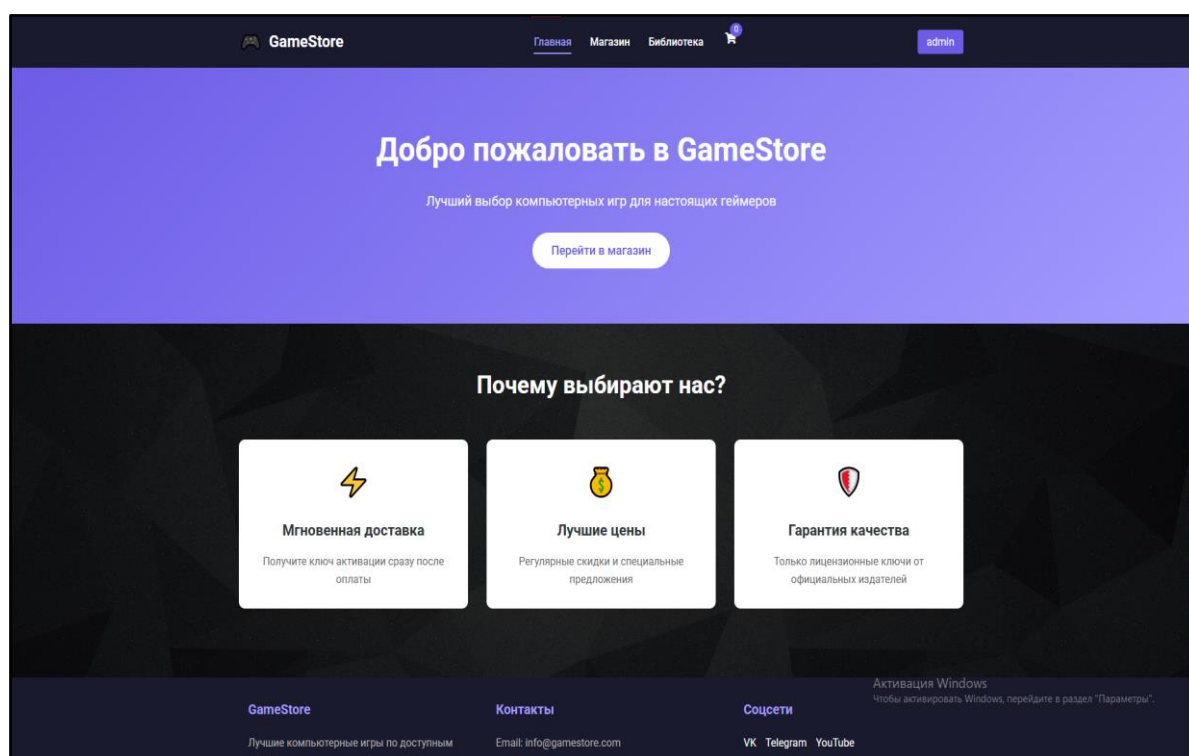 GameStore
Главная Магазин Библиотека 0
admin
Добро пожаловать в GameStore
Лучший выбор компьютерных игр для настоящих геймеров
Перейти в магазин
Почему выбирают нас?
Мгновенная доставка
Получите ключ активации сразу после
оплаты
Лучшие цены
Регулярные скидки и специальные
предложения
Гарантия качества
Только лицензионные ключи от
официальных издателей
Активация Windows
Чтобы активировать Windows, перейдите в раздел "Параметры".
GameStore
Лучшие компьютерные игры по доступным
Контакты
Email: info@gamestore.com
Соцсети
VK Telegram YouTube